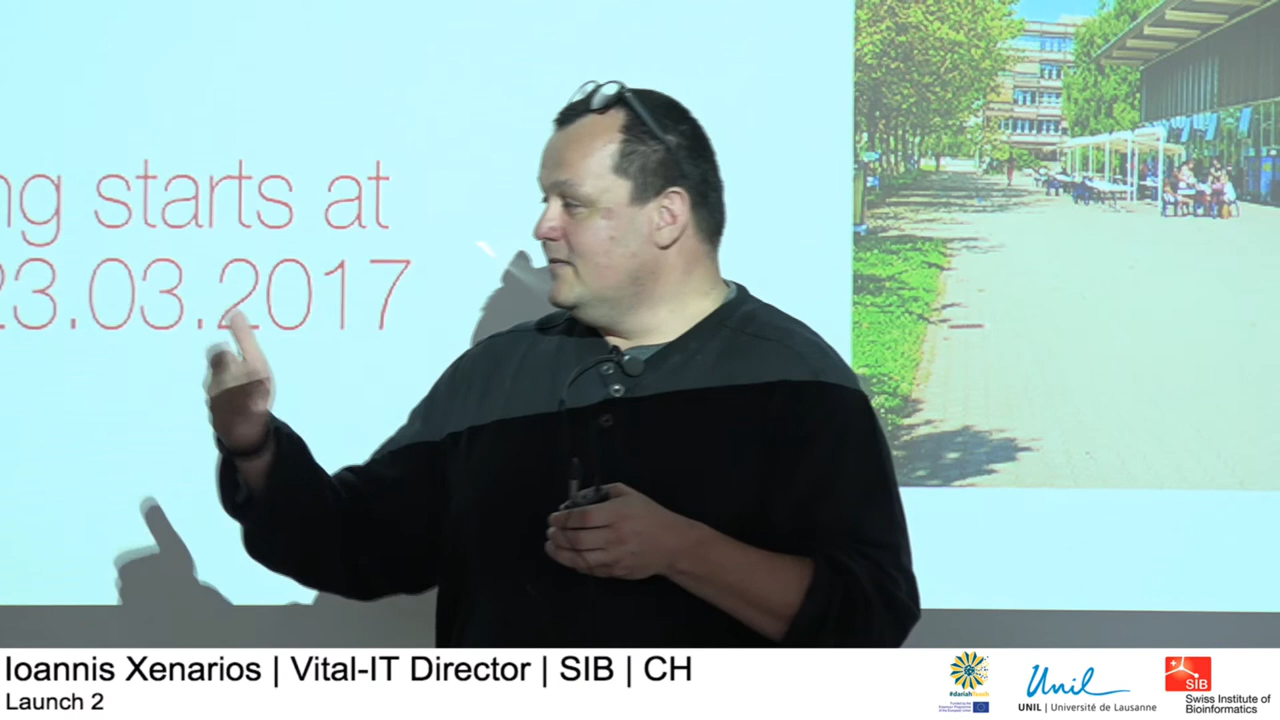 ng starts at
23.03.2017
Ioannis Xenarios | Vital-IT Director | SIB | CH
Launch 2
#dariahTeach
Unil
UNIL | Université de Lausanne
SIB
Swiss Institute of
Bioinformatics